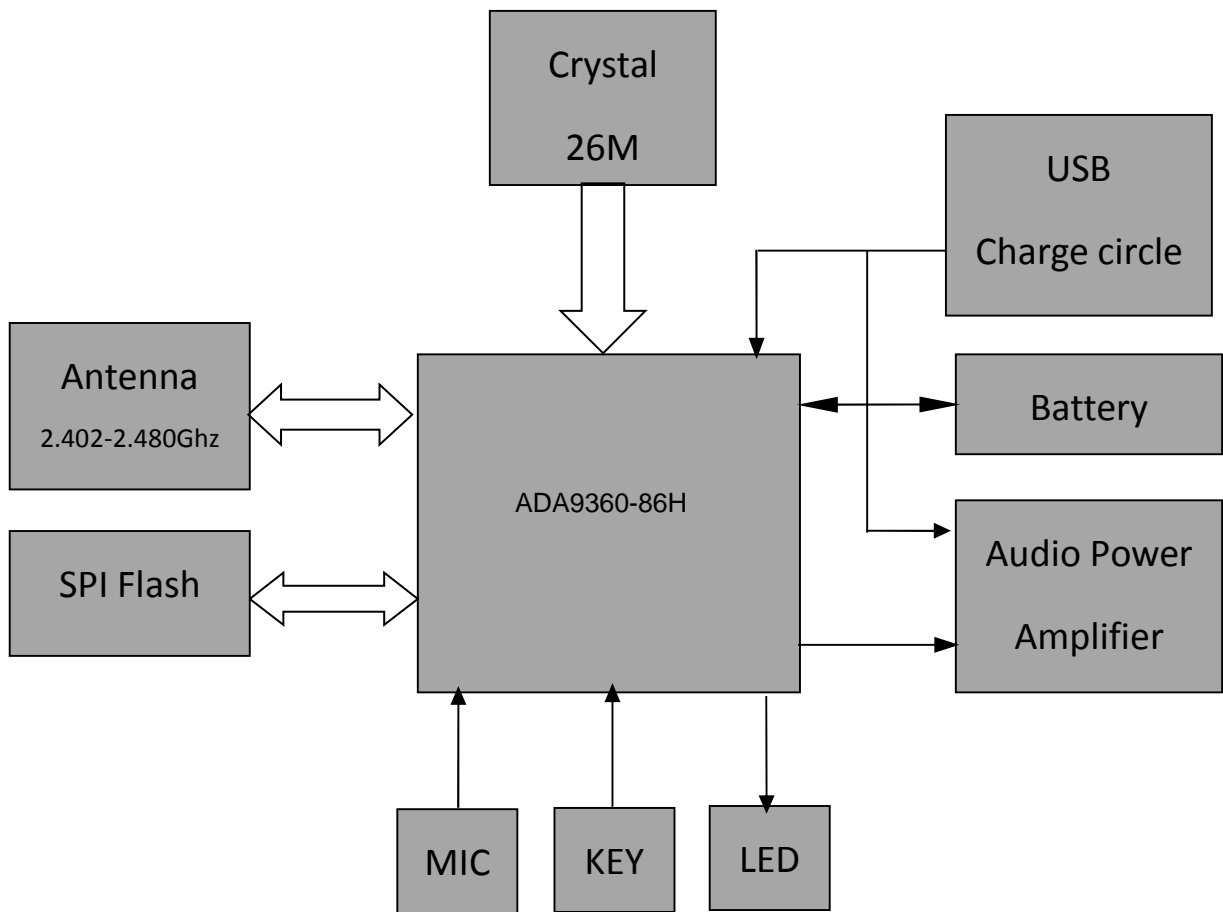 Crystal
26M
USB
Charge circle
Antenna
2.402-2.480Ghz
Battery
ADA9360-86H
SPI Flash
Audio Power
Amplifier
MIC
KEY
LED